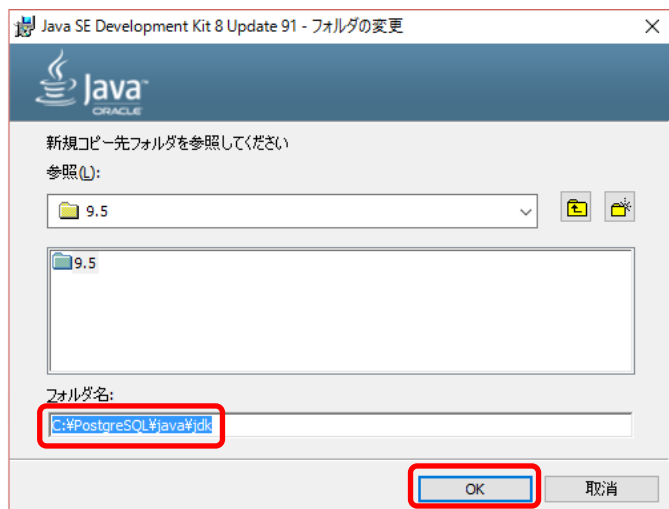 Java SE Development Kit 8 Update 91 - フォルダの変更
Java
ORACLE
新規コピー先フォルダを参照してください
参照(L):
9.5
9.5
フォルダ名:
C:¥PostgreSQL¥java¥jdk
OK
取消